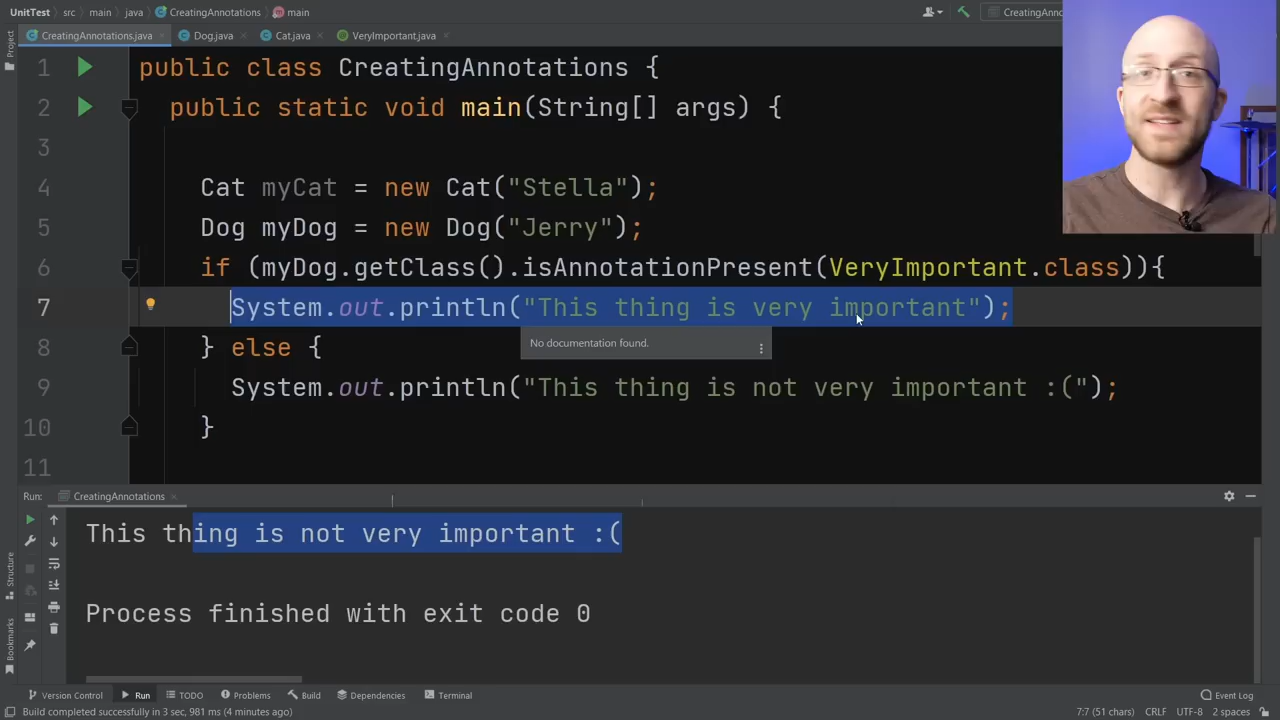 UnitTest src main java CreatingAnnotations main
CreatingAnno
Project
CreatingAnnotations.java Dog.java Cat.java VeryImportant.java
1 public class CreatingAnnotations {
2 public static void main(String[] args) {
3
4 Cat myCat = new Cat("Stella");
5 Dog myDog = new Dog("Jerry");
6 if (myDog.getClass().isAnnotationPresent(VeryImportant.class)){
7 System.out.println("This thing is very important");
No documentation found.
8 } else {
9 System.out.println("This thing is not very important :(");
10 }
11
Run: CreatingAnnotations
This thing is not very important :(
Process finished with exit code 0
Structure
Bookmarks
Version Control Run TODO Problems Build Dependencies Terminal Event Log
Build completed successfully in 3 sec, 981 ms (4 minutes ago) 7:7 (51 chars) CRLF UTF-8 2 spaces